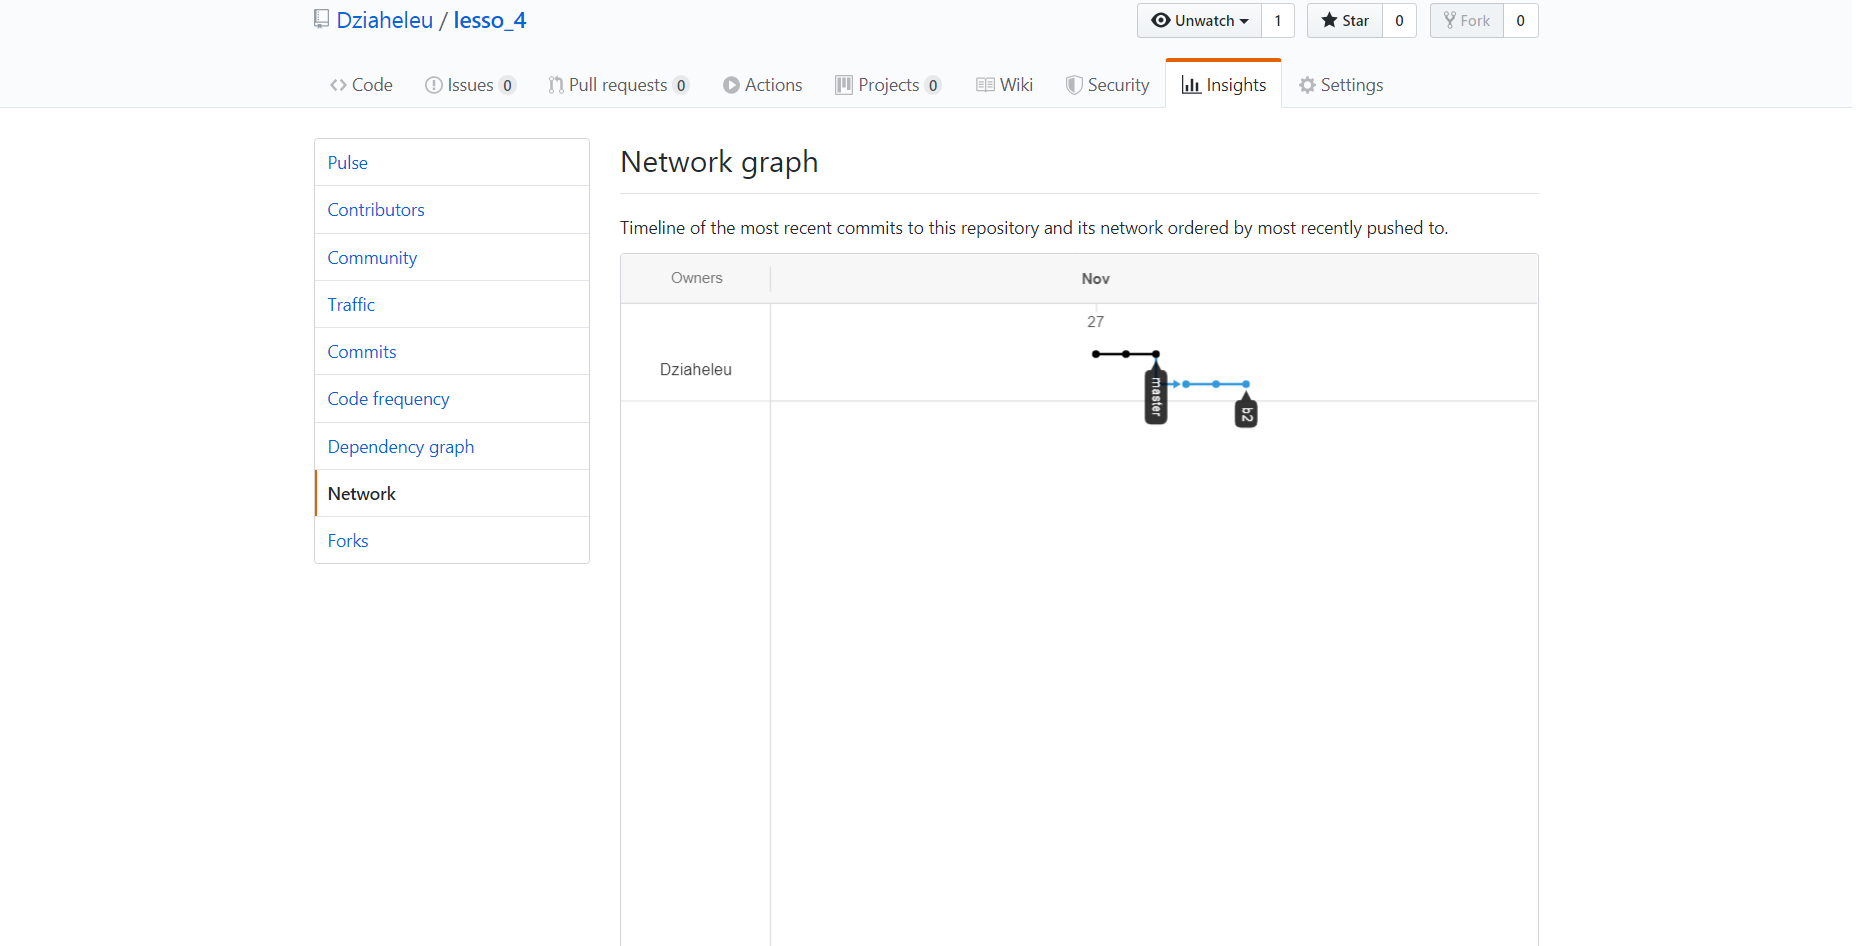 Dziaheleu / lesso_4
Unwatch 1 Star 0 Fork 0
Code Issues 0 Pull requests 0 Actions Projects 0 Wiki Security Insights Settings
Pulse
Contributors
Community
Traffic
Commits
Code frequency
Dependency graph
Network
Forks
Network graph
Timeline of the most recent commits to this repository and its network ordered by most recently pushed to.
Owners Nov
27
Dziaheleu
master
b2